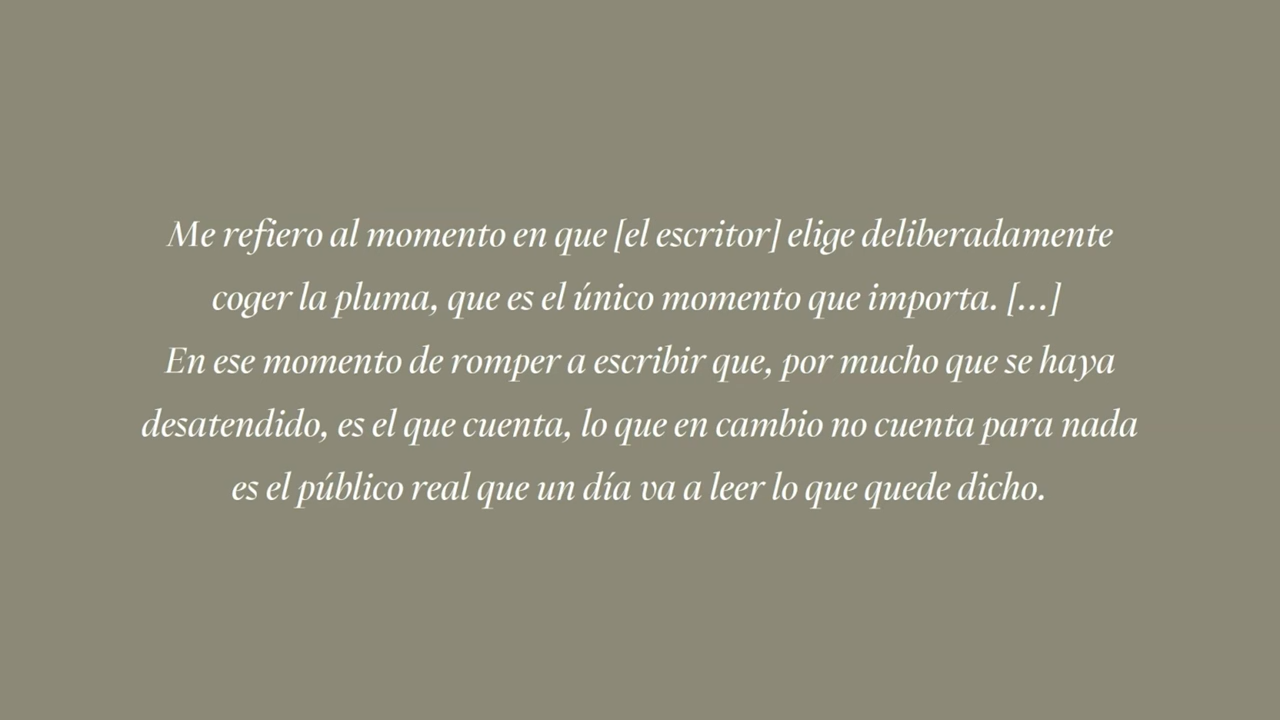 Me refiero al momento en que [el escritor] elige deliberadamente
coger la pluma, que es el único momento que importa. [...]
En ese momento de romper a escribir que, por mucho que se haya
desatendido, es el que cuenta, lo que en cambio no cuenta para nada
es el público real que un día va a leer lo que quede dicho.